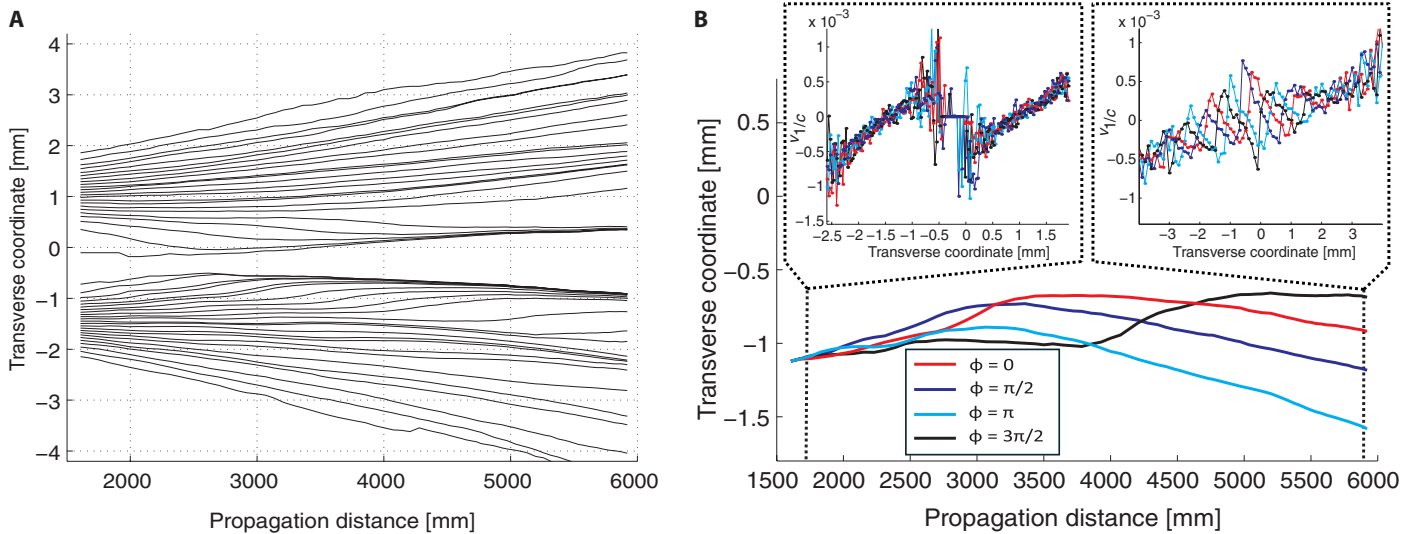 A
Transverse coordinate [mm]
4
3
2
1
0
−1
−2
−3
−4
2000 3000 4000 5000 6000
Propagation distance [mm]
B
Transverse coordinate [mm]
0.5
0
−0.5
−1
−1.5
1500 2000 2500 3000 3500 4000 4500 5000 5500 6000
Propagation distance [mm]
x 10⁻³
v₁/c
1
0.5
0
−0.5
−1
−1.5
−2.5 −2 −1.5 −1 −0.5 0 0.5 1 1.5
Transverse coordinate [mm]
x 10⁻³
v₁/c
1
0.5
0
−0.5
−1
−3 −2 −1 0 1 2 3
Transverse coordinate [mm]
ϕ = 0
ϕ = π/2
ϕ = π
ϕ = 3π/2